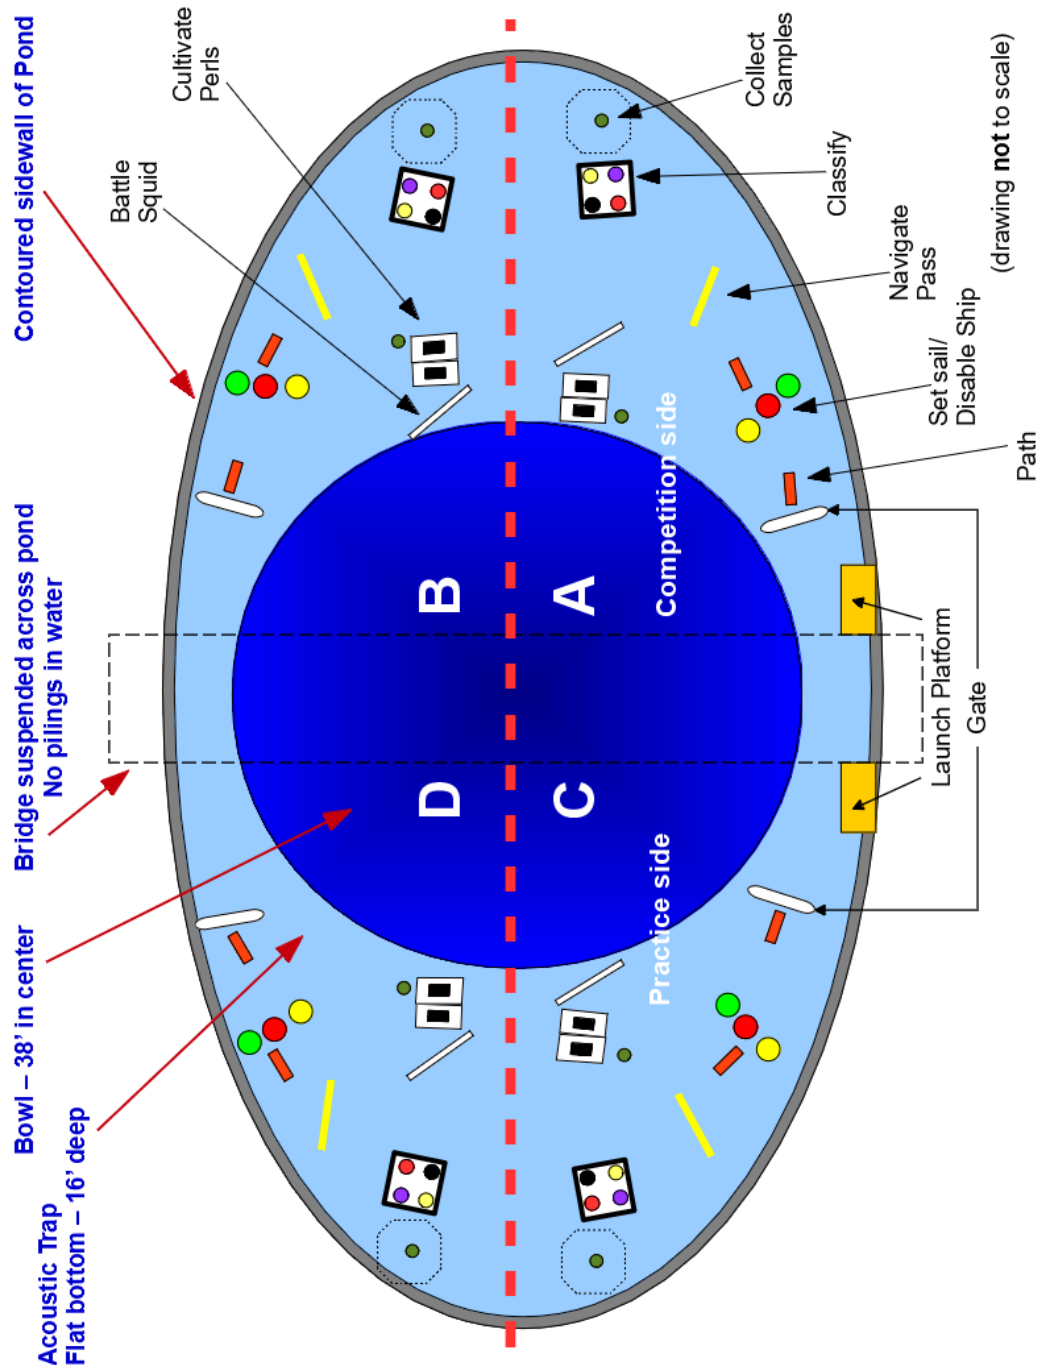 Acoustic Trap
Flat bottom – 16’ deep
Bowl – 38’ in center
Bridge suspended across pond
No pilings in water
Contoured sidewall of Pond
Battle
Squid
Cultivate
Perls
D
B
C
A
Practice side
Competition side
Launch Platform
Gate
Path
Set sail/
Disable Ship
Navigate
Pass
Classify
Collect
Samples
(drawing not to scale)